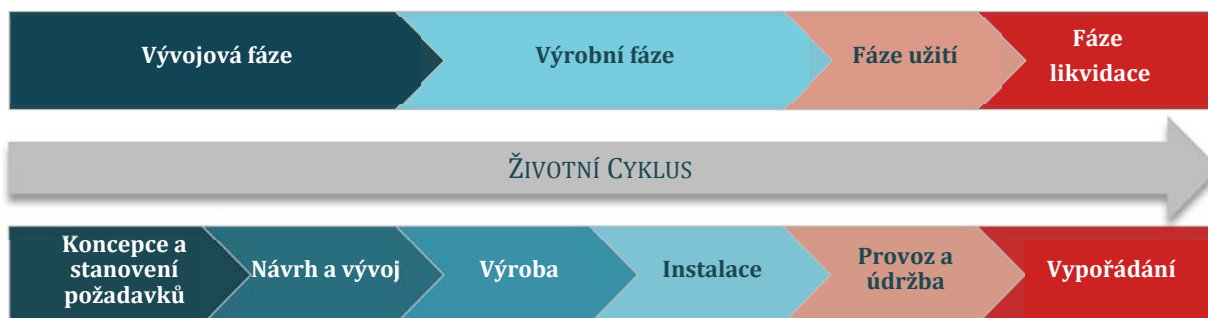 Vývojová fáze
Výrobní fáze
Fáze užití
Fáze
likvidace
ŽIVOTNÍ CYKLUS
Koncepce a
stanovení
požadavků
Návrh a vývoj
Výroba
Instalace
Provoz a
údržba
Vypořádání